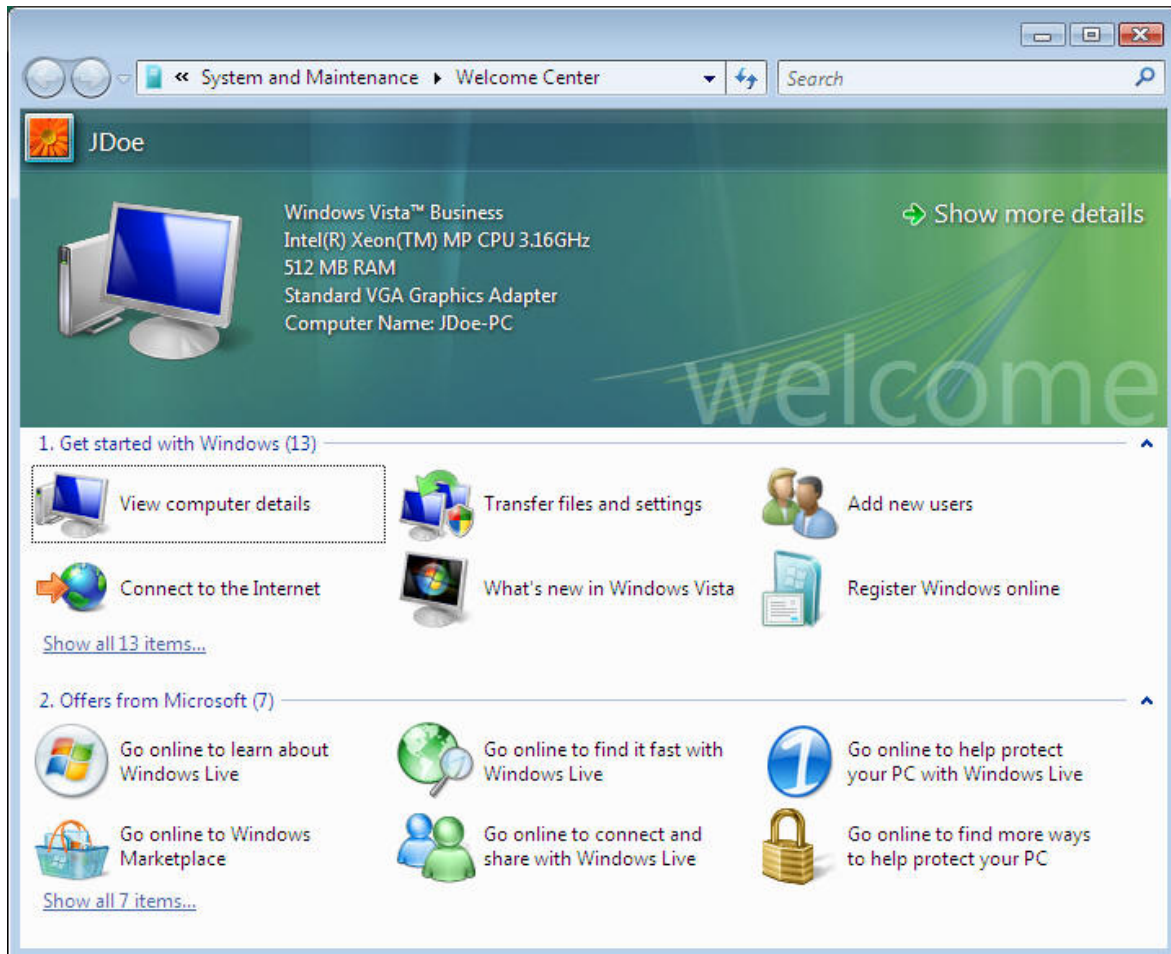 « System and Maintenance ▸ Welcome Center
Search
JDoe
Windows Vista™ Business
Intel(R) Xeon(TM) MP CPU 3.16GHz
512 MB RAM
Standard VGA Graphics Adapter
Computer Name: JDoe-PC
Show more details
welcome
1. Get started with Windows (13)
View computer details
Transfer files and settings
Add new users
Connect to the Internet
What's new in Windows Vista
Register Windows online
Show all 13 items...
2. Offers from Microsoft (7)
Go online to learn about
Windows Live
Go online to find it fast with
Windows Live
Go online to help protect
your PC with Windows Live
Go online to Windows
Marketplace
Go online to connect and
share with Windows Live
Go online to find more ways
to help protect your PC
Show all 7 items...